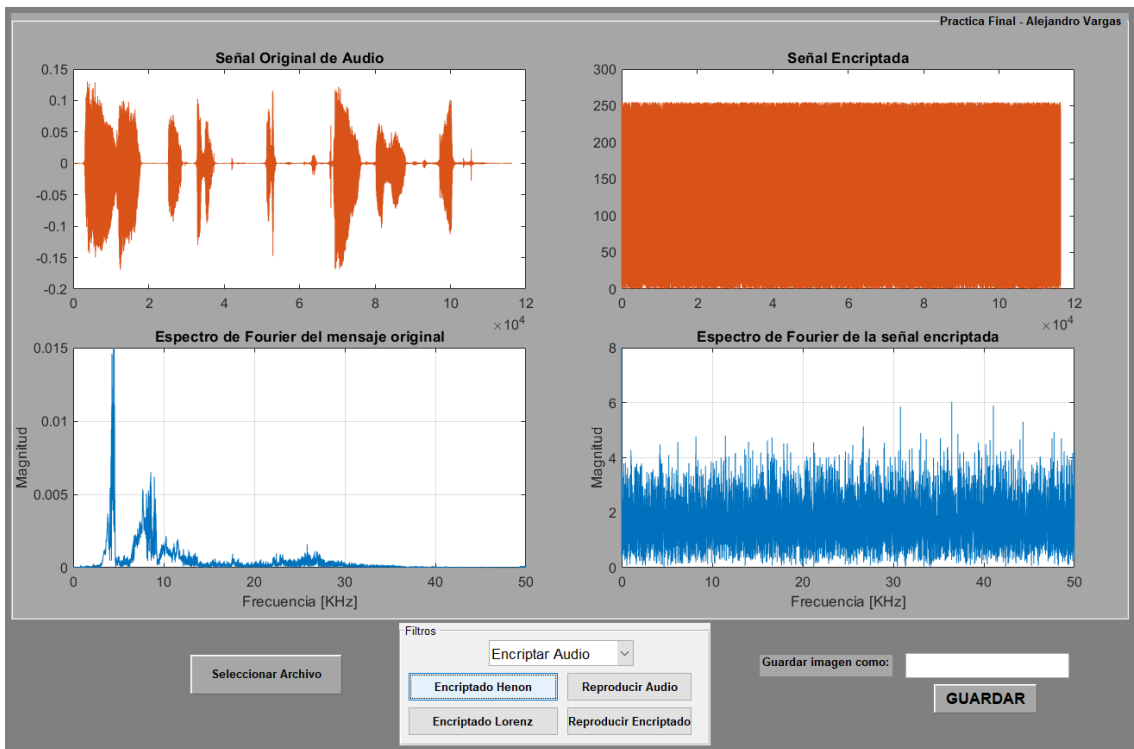 Practica Final - Alejandro Vargas
Señal Original de Audio
0.15
0.1
0.05
0
-0.05
-0.1
-0.15
-0.2
0 2 4 6 8 10 12
×10⁴
Señal Encriptada
300
250
200
150
100
50
0
0 2 4 6 8 10 12
×10⁴
Espectro de Fourier del mensaje original
Magnitud
0.015
0.01
0.005
0
0 10 20 30 40 50
Frecuencia [KHz]
Espectro de Fourier de la señal encriptada
Magnitud
8
6
4
2
0
0 10 20 30 40 50
Frecuencia [KHz]
Seleccionar Archivo
Filtros
Encriptar Audio
Encriptado Henon
Reproducir Audio
Encriptado Lorenz
Reproducir Encriptado
Guardar imagen como:
GUARDAR